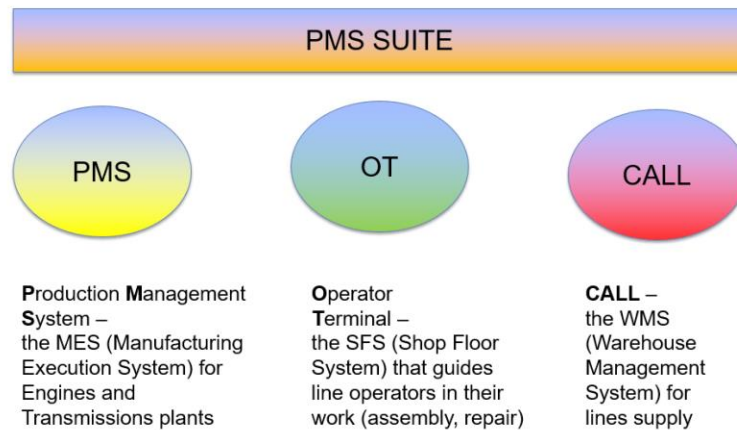 PMS SUITE
PMS
OT
CALL
Production Management
System –
the MES (Manufacturing
Execution System) for
Engines and
Transmissions plants
Operator
Terminal –
the SFS (Shop Floor
System) that guides
line operators in their
work (assembly, repair)
CALL –
the WMS
(Warehouse
Management
System) for
lines supply